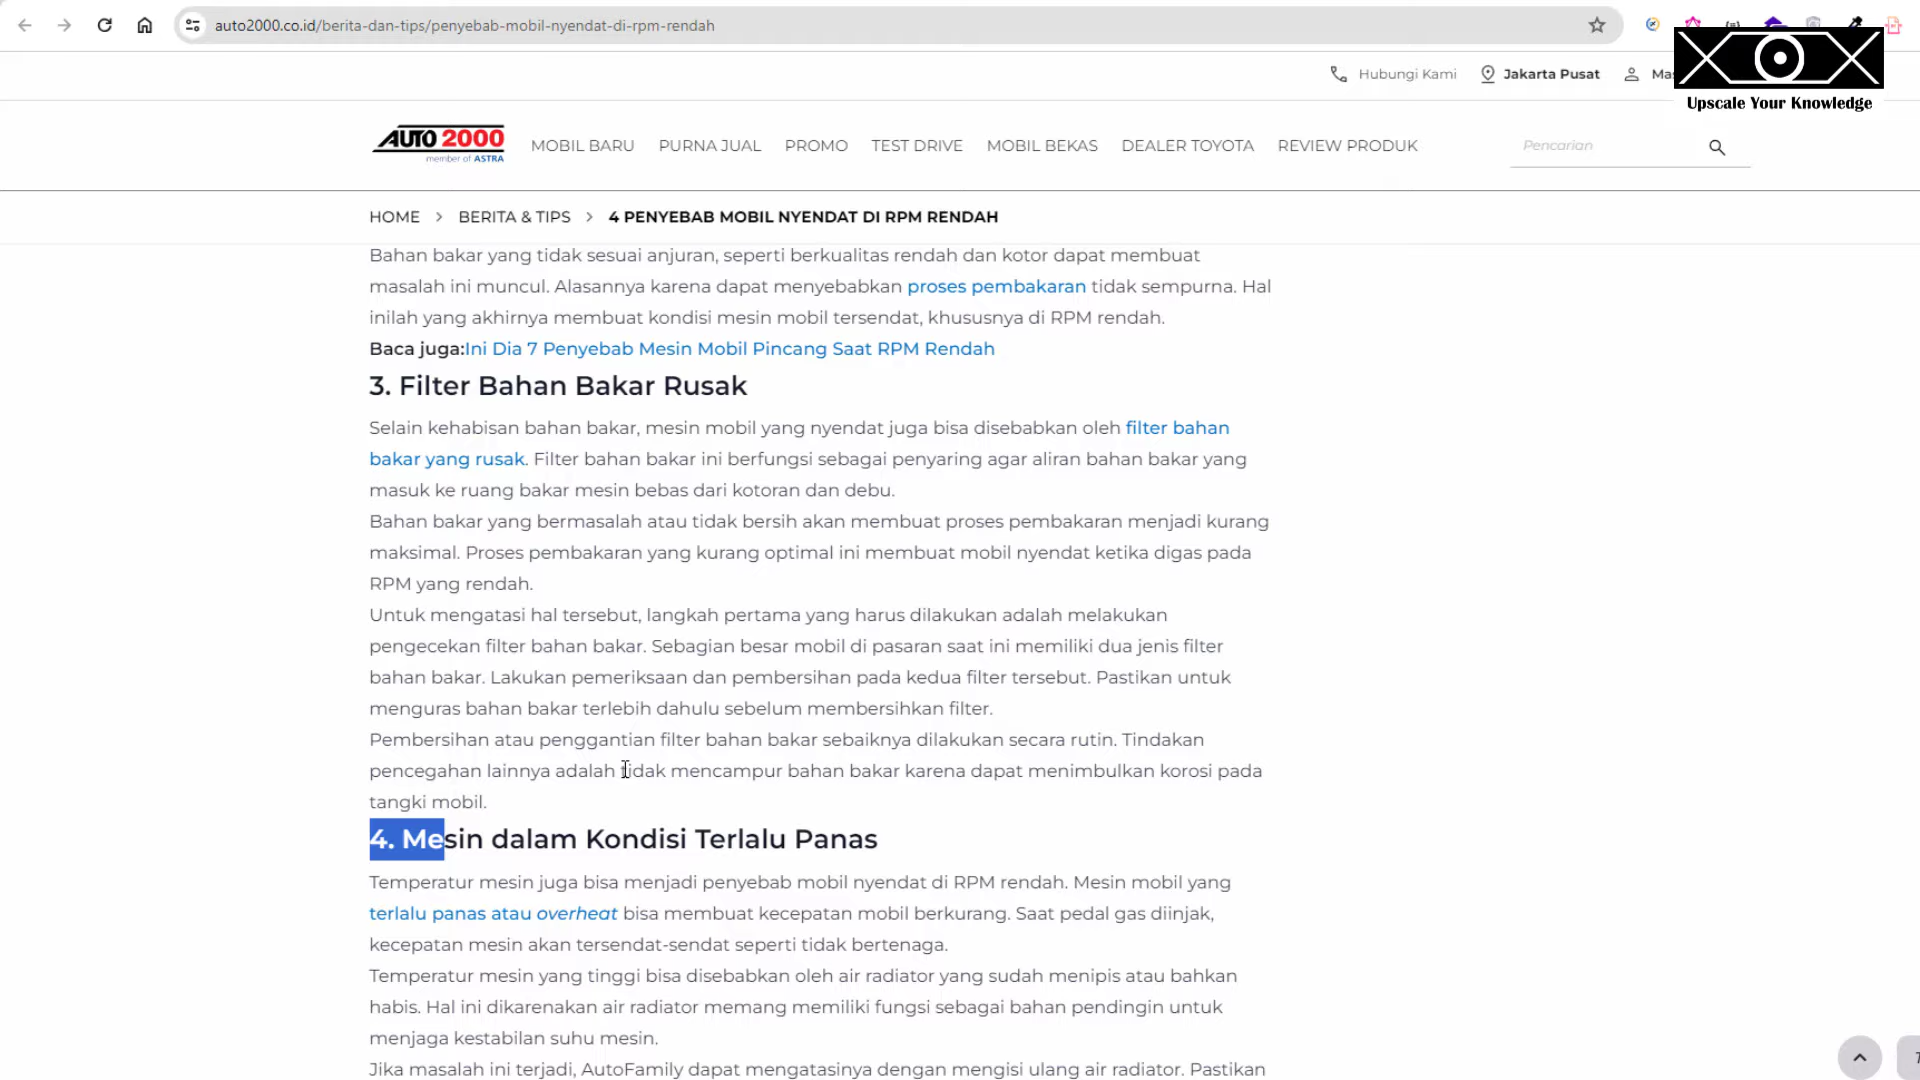 auto2000.co.id/berita-dan-tips/penyebab-mobil-nyendat-di-rpm-rendah
Upscale Your Knowledge
Hubungi Kami
Jakarta Pusat
AUTO 2000
member of ASTRA
MOBIL BARU
PURNA JUAL
PROMO
TEST DRIVE
MOBIL BEKAS
DEALER TOYOTA
REVIEW PRODUK
Pencarian
HOME > BERITA & TIPS > 4 PENYEBAB MOBIL NYENDAT DI RPM RENDAH
Bahan bakar yang tidak sesuai anjuran, seperti berkualitas rendah dan kotor dapat membuat
masalah ini muncul. Alasannya karena dapat menyebabkan proses pembakaran tidak sempurna. Hal
inilah yang akhirnya membuat kondisi mesin mobil tersendat, khususnya di RPM rendah.
Baca juga:Ini Dia 7 Penyebab Mesin Mobil Pincang Saat RPM Rendah
3. Filter Bahan Bakar Rusak
Selain kehabisan bahan bakar, mesin mobil yang nyendat juga bisa disebabkan oleh filter bahan
bakar yang rusak. Filter bahan bakar ini berfungsi sebagai penyaring agar aliran bahan bakar yang
masuk ke ruang bakar mesin bebas dari kotoran dan debu.
Bahan bakar yang bermasalah atau tidak bersih akan membuat proses pembakaran menjadi kurang
maksimal. Proses pembakaran yang kurang optimal ini membuat mobil nyendat ketika digas pada
RPM yang rendah.
Untuk mengatasi hal tersebut, langkah pertama yang harus dilakukan adalah melakukan
pengecekan filter bahan bakar. Sebagian besar mobil di pasaran saat ini memiliki dua jenis filter
bahan bakar. Lakukan pemeriksaan dan pembersihan pada kedua filter tersebut. Pastikan untuk
menguras bahan bakar terlebih dahulu sebelum membersihkan filter.
Pembersihan atau penggantian filter bahan bakar sebaiknya dilakukan secara rutin. Tindakan
pencegahan lainnya adalah tidak mencampur bahan bakar karena dapat menimbulkan korosi pada
tangki mobil.
4. Mesin dalam Kondisi Terlalu Panas
Temperatur mesin juga bisa menjadi penyebab mobil nyendat di RPM rendah. Mesin mobil yang
terlalu panas atau overheat bisa membuat kecepatan mobil berkurang. Saat pedal gas diinjak,
kecepatan mesin akan tersendat-sendat seperti tidak bertenaga.
Temperatur mesin yang tinggi bisa disebabkan oleh air radiator yang sudah menipis atau bahkan
habis. Hal ini dikarenakan air radiator memang memiliki fungsi sebagai bahan pendingin untuk
menjaga kestabilan suhu mesin.
Jika masalah ini terjadi, AutoFamily dapat mengatasinya dengan mengisi ulang air radiator. Pastikan